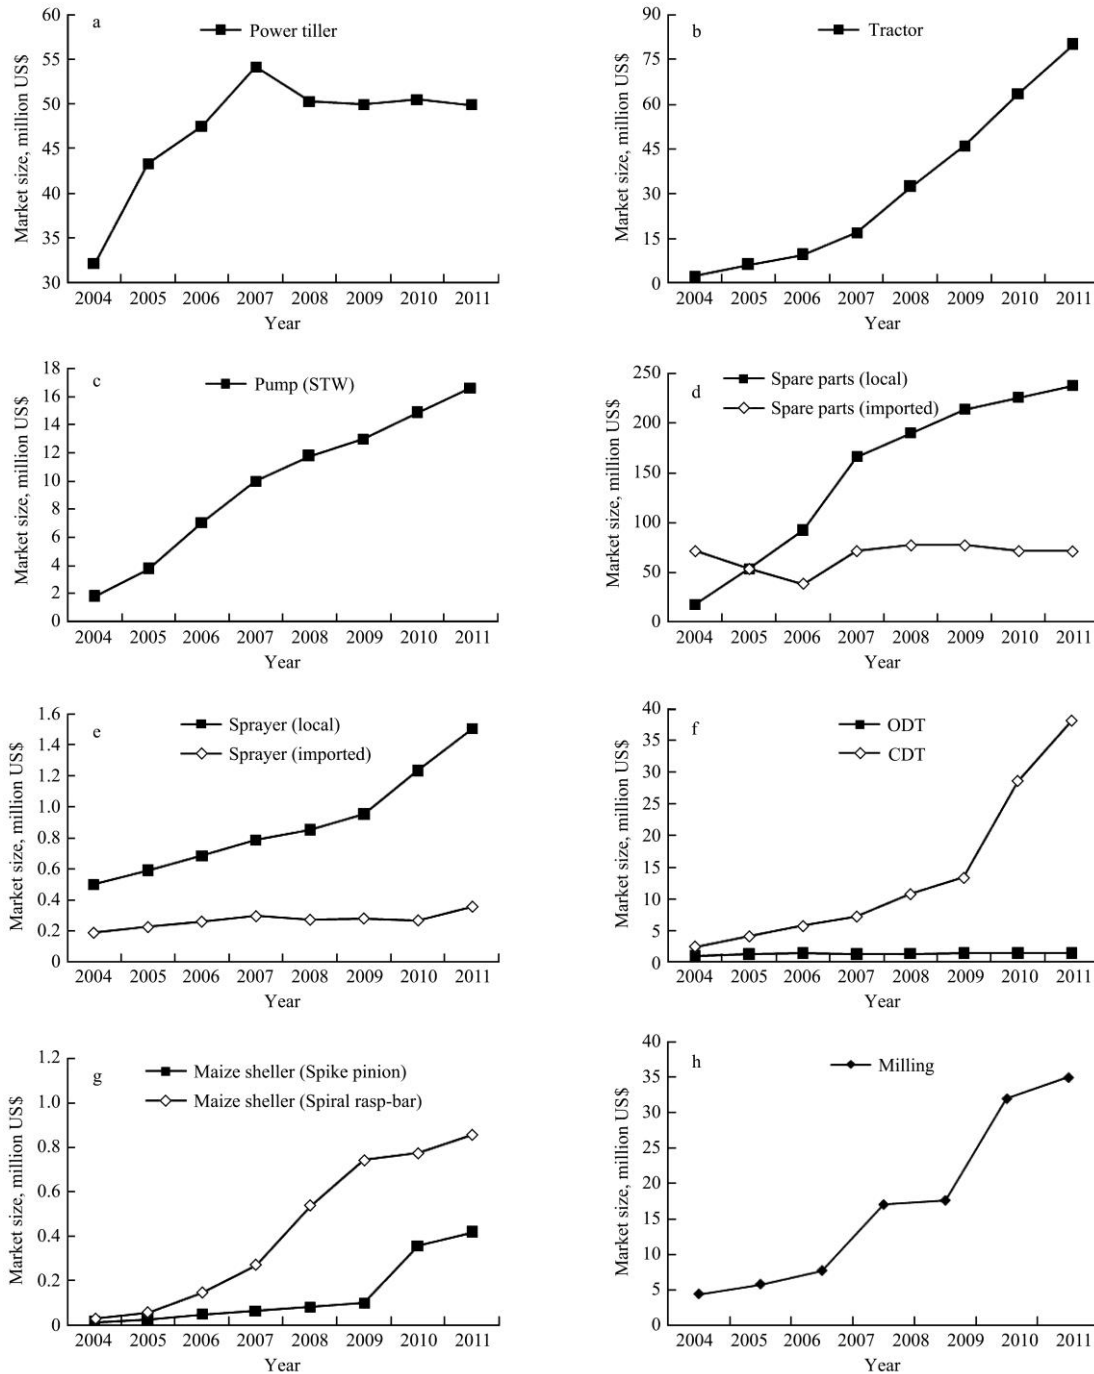 a
Power tiller
Market size, million US$
60
55
50
45
40
35
30
2004 2005 2006 2007 2008 2009 2010 2011
Year
b
Tractor
Market size, million US$
90
75
60
45
30
15
0
2004 2005 2006 2007 2008 2009 2010 2011
Year
c
Pump (STW)
Market size, million US$
18
16
14
12
10
8
6
4
2
0
2004 2005 2006 2007 2008 2009 2010 2011
Year
d
Spare parts (local)
Spare parts (imported)
Market size, million US$
250
200
150
100
50
0
2004 2005 2006 2007 2008 2009 2010 2011
Year
e
Sprayer (local)
Sprayer (imported)
Market size, million US$
1.6
1.4
1.2
1.0
0.8
0.6
0.4
0.2
0
2004 2005 2006 2007 2008 2009 2010 2011
Year
f
ODT
CDT
Market size, million US$
40
35
30
25
20
15
10
5
0
2004 2005 2006 2007 2008 2009 2010 2011
Year
g
Maize sheller (Spike pinion)
Maize sheller (Spiral rasp-bar)
Market size, million US$
1.2
1.0
0.8
0.6
0.4
0.2
0
2004 2005 2006 2007 2008 2009 2010 2011
Year
h
Milling
Market size, million US$
40
35
30
25
20
15
10
5
0
2004 2005 2006 2007 2008 2009 2010 2011
Year